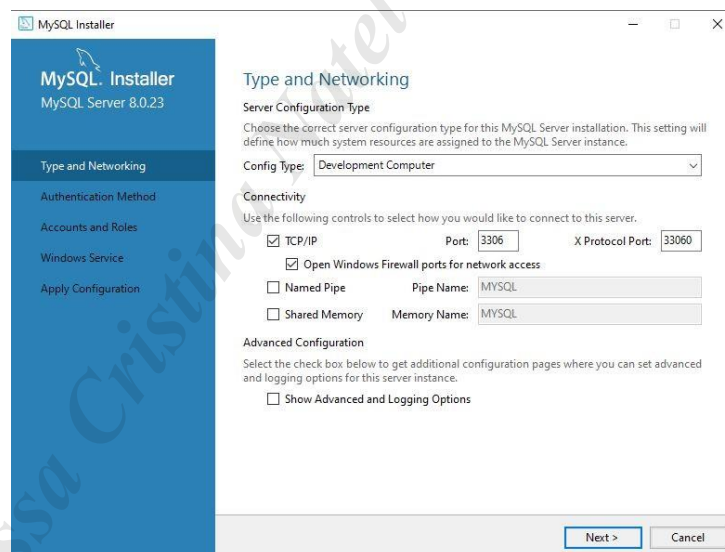 MySQL Installer
MySQL. Installer
MySQL Server 8.0.23
Type and Networking
Authentication Method
Accounts and Roles
Windows Service
Apply Configuration
Type and Networking
Server Configuration Type
Choose the correct server configuration type for this MySQL Server installation. This setting will
define how much system resources are assigned to the MySQL Server instance.
Config Type: Development Computer
Connectivity
Use the following controls to select how you would like to connect to this server.
TCP/IP Port: 3306 X Protocol Port: 33060
Open Windows Firewall ports for network access
Named Pipe Pipe Name: MYSQL
Shared Memory Memory Name: MYSQL
Advanced Configuration
Select the check box below to get additional configuration pages where you can set advanced
and logging options for this server instance.
Show Advanced and Logging Options
Next > Cancel
Cristina